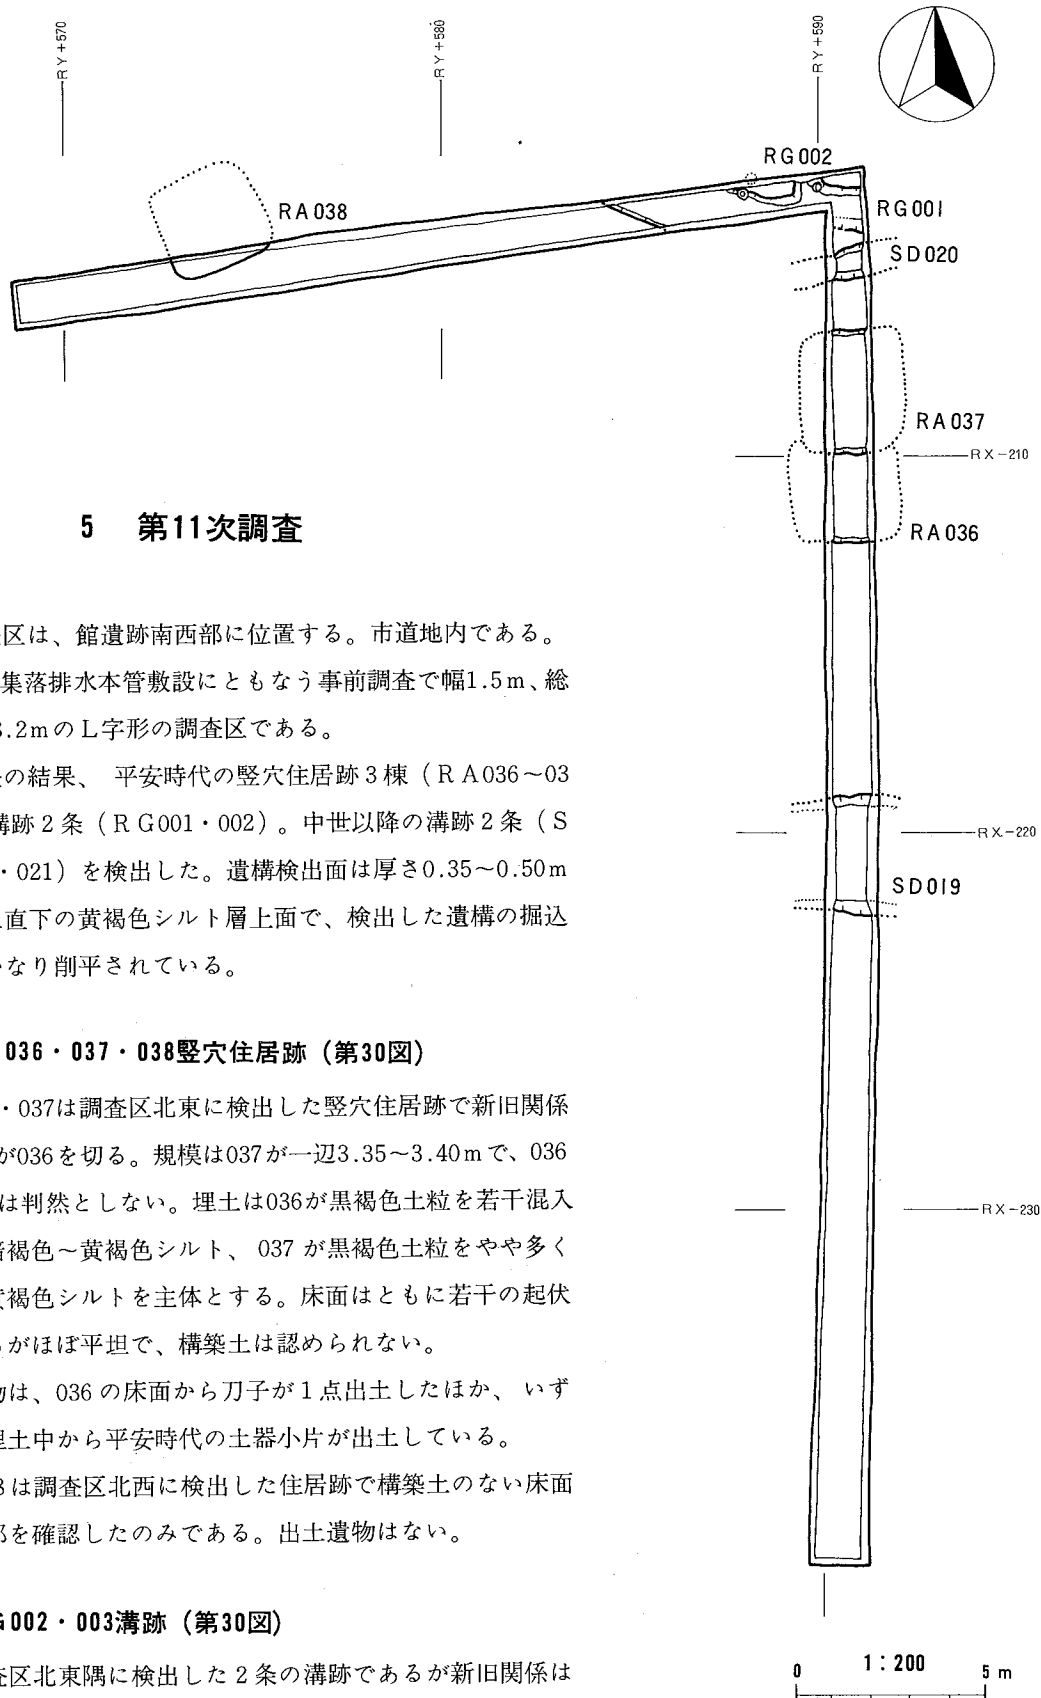 RY+570
RY+580
RY+590
RG002
RA038
RG001
SD020
RA037
RX-210
RA036
5 第11次調査
区は、館遺跡南西部に位置する。市道地内である。
集落排水本管敷設にともなう事前調査で幅1.5m、総
.2mのL字形の調査区である。
の結果、 平安時代の竪穴住居跡3棟（RA036~03
溝跡2条（RG001・002）。中世以降の溝跡2条（S
・021）を検出した。遺構検出面は厚さ0.35~0.50m
直下の黄褐色シルト層上面で、検出した遺構の掘込
なり削平されている。
RX-220
SD019
036・037・038竪穴住居跡（第30図）
・037は調査区北東に検出した竪穴住居跡で新旧関係
が036を切る。規模は037が一辺3.35~3.40mで、036
は判然としない。埋土は036が黒褐色土粒を若干混入
暗褐色~黄褐色シルト、 037 が黒褐色土粒をやや多く
黄褐色シルトを主体とする。床面はともに若干の起伏
がほぼ平坦で、構築土は認められない。
物は、036 の床面から刀子が1点出土したほか、 いず
埋土中から平安時代の土器小片が出土している。
8は調査区北西に検出した住居跡で構築土のない床面
を確認したのみである。出土遺物はない。
RX-230
G002・003溝跡（第30図）
区北東隅に検出した2条の溝跡であるが新旧関係は
1:200
0 5m